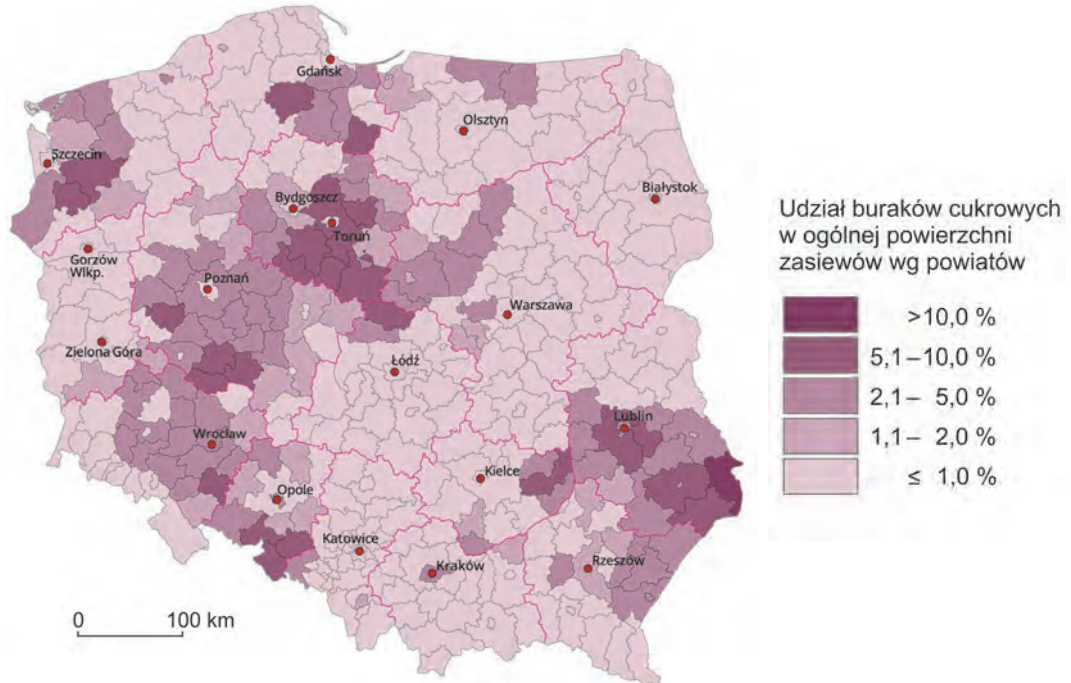 Gdańsk
Olsztyn
Szczecin
Białystok
Bydgoszcz
Toruń
Gorzów
Wlkp.
Poznań
Warszawa
Zielona Góra
Łódź
Lublin
Wrocław
Kielce
Opole
Katowice
Kraków
Rzeszów
0 100 km
Udział buraków cukrowych
w ogólnej powierzchni
zasiewów wg powiatów
>10,0 %
5,1 – 10,0 %
2,1 – 5,0 %
1,1 – 2,0 %
≤ 1,0 %